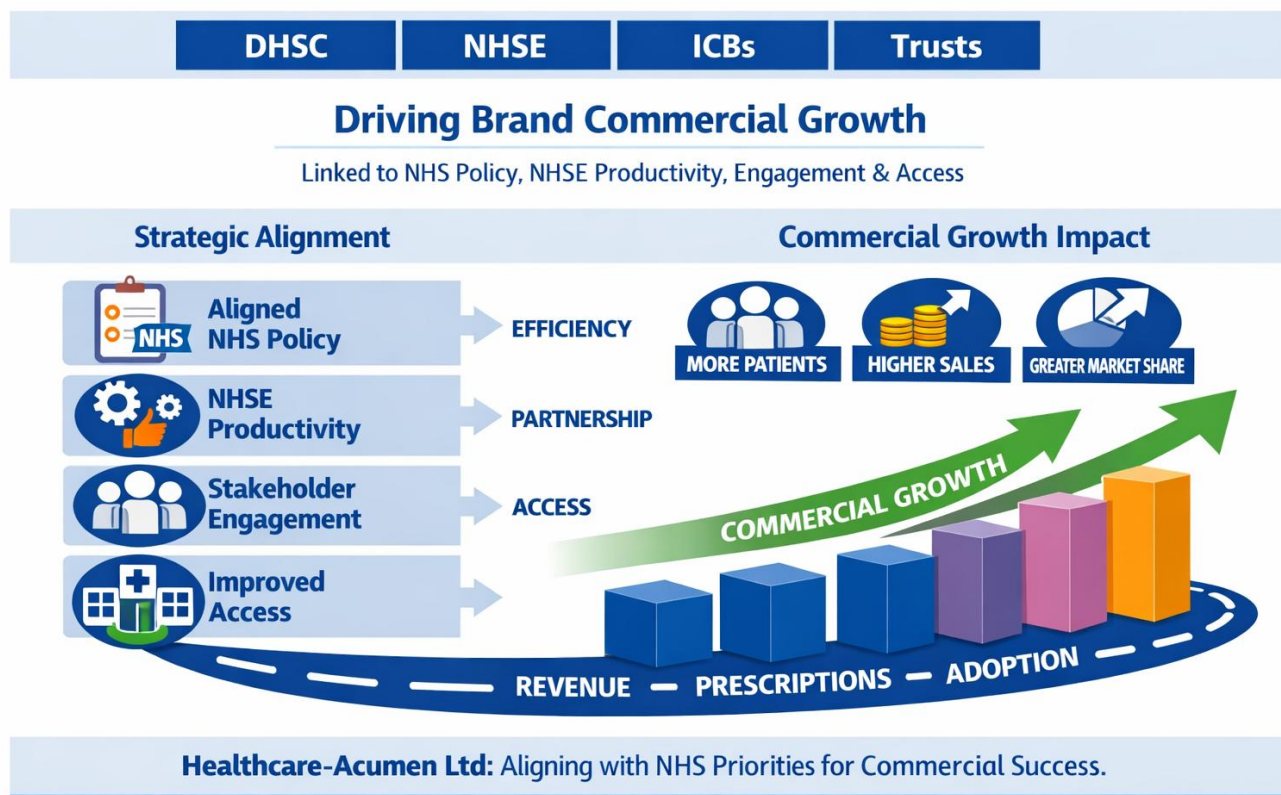 DHSC NHSE ICBs Trusts
Driving Brand Commercial Growth
Linked to NHS Policy, NHSE Productivity, Engagement & Access
Strategic Alignment
Aligned
NHS Policy
NHS
EFFICIENCY
NHSE
Productivity
PARTNERSHIP
Stakeholder
Engagement
ACCESS
Improved
Access
Commercial Growth Impact
MORE PATIENTS
HIGHER SALES
GREATER MARKET SHARE
COMMERCIAL GROWTH
REVENUE — PRESCRIPTIONS — ADOPTION
Healthcare-Acumen Ltd: Aligning with NHS Priorities for Commercial Success.